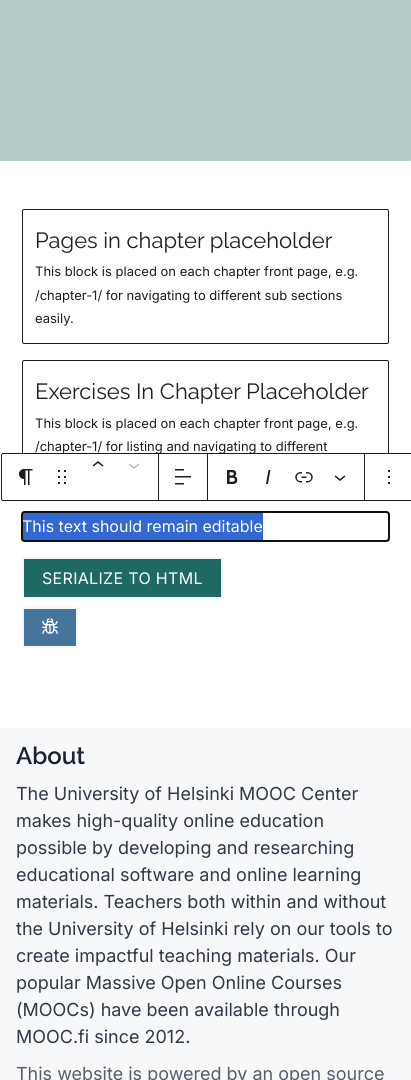 Pages in chapter placeholder
This block is placed on each chapter front page, e.g.
/chapter-1/ for navigating to different sub sections
easily.
Exercises In Chapter Placeholder
This block is placed on each chapter front page, e.g.
/chapter-1/ for listing and navigating to different
B I
This text should remain editable
SERIALIZE TO HTML
About
The University of Helsinki MOOC Center
makes high-quality online education
possible by developing and researching
educational software and online learning
materials. Teachers both within and without
the University of Helsinki rely on our tools to
create impactful teaching materials. Our
popular Massive Open Online Courses
(MOOCs) have been available through
MOOC.fi since 2012.
This website is powered by an open source